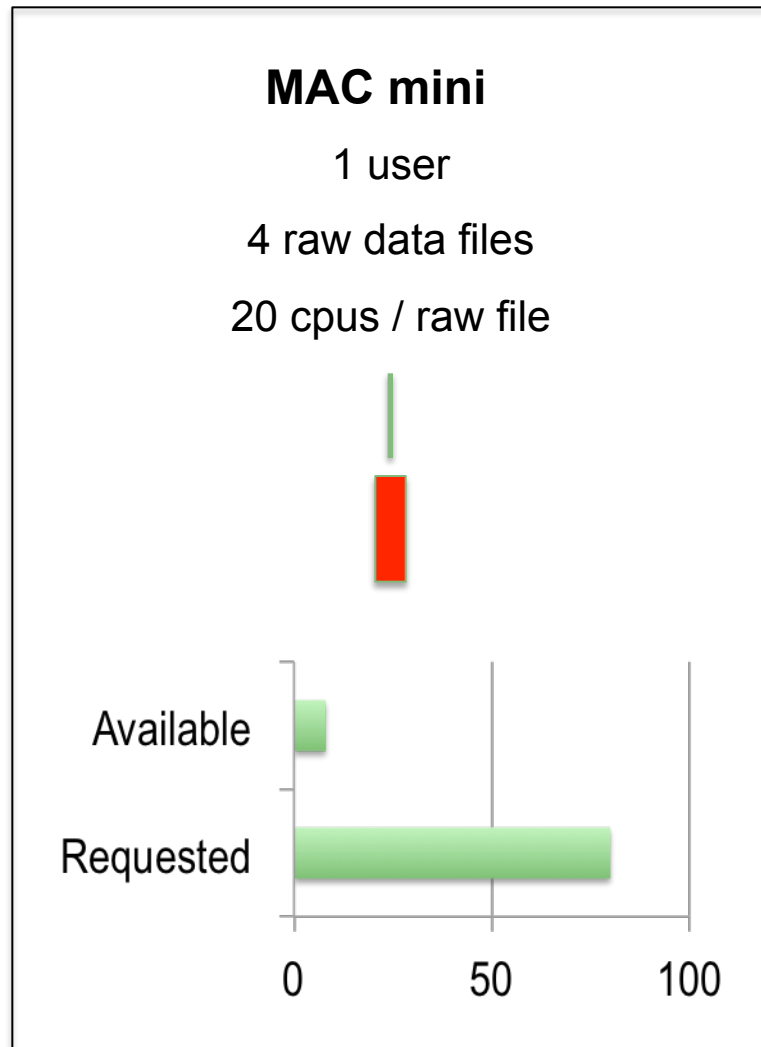 MAC mini
1 user
4 raw data files
20 cpus / raw file
Available
Requested
0 50 100